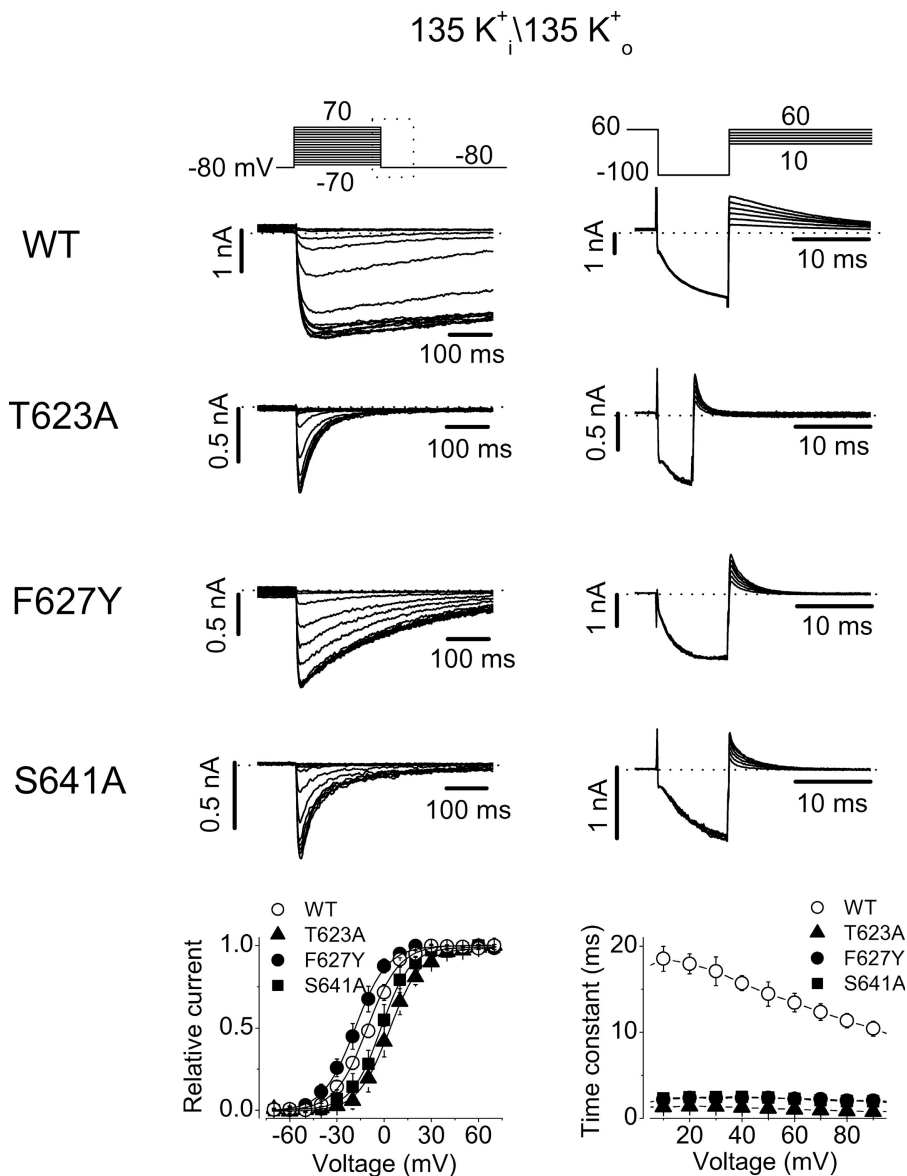 135 K⁺ᵢ\135 K⁺ₒ
70
-80 mV
-80
-70
60
60
-100
10
WT
1 nA
100 ms
1 nA
10 ms
T623A
0.5 nA
100 ms
0.5 nA
10 ms
F627Y
0.5 nA
100 ms
1 nA
10 ms
S641A
0.5 nA
100 ms
1 nA
10 ms
WT
T623A
F627Y
S641A
Relative current
1.0
0.5
0.0
-60
-30
0
30
60
Voltage (mV)
WT
T623A
F627Y
S641A
Time constant (ms)
20
10
0
20
40
60
80
Voltage (mV)